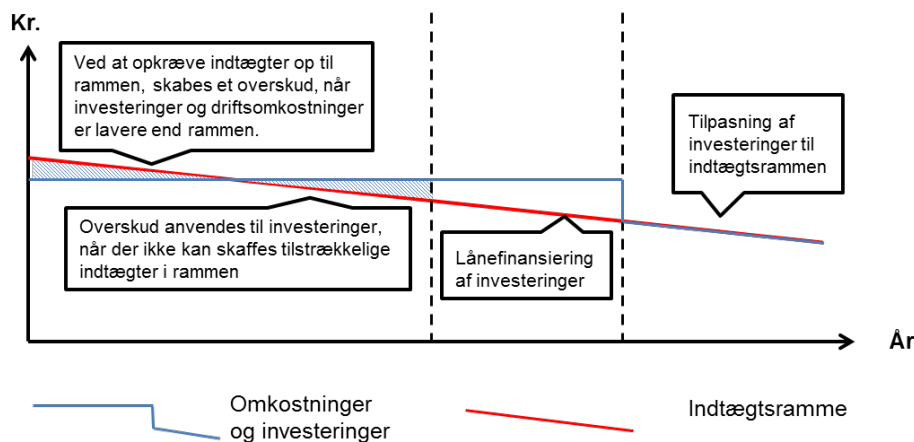 Kr.
Ved at opkræve indtægter op til
rammen, skabes et overskud, når
investeringer og driftsomkostninger
er lavere end rammen.
Tilpasning af
investeringer til
indtægtsrammen
Overskud anvendes til investeringer,
når der ikke kan skaffes tilstrækkelige
indtægter i rammen
Lånefinansiering
af investeringer
År
Omkostninger
og investeringer
Indtægtsramme